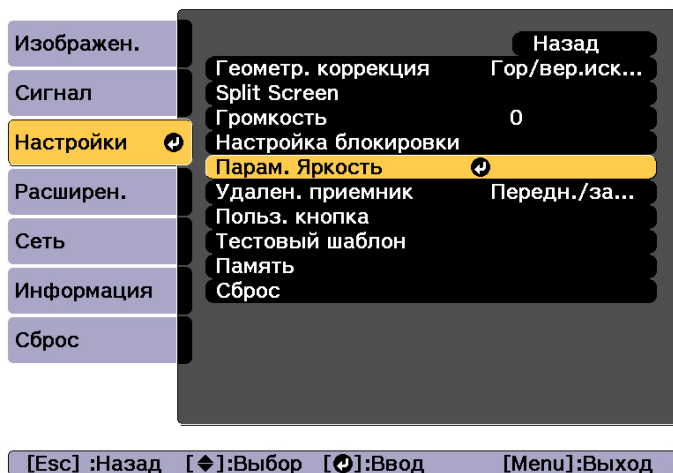 Изображен.
Сигнал
Настройки
Расширен.
Сеть
Информация
Сброс
Назад
Геометр. коррекция Гор/вер.иск...
Split Screen
Громкость 0
Настройка блокировки
Парам. Яркость
Удален. приемник Передн./за...
Польз. кнопка
Тестовый шаблон
Память
Сброс
[Esc] :Назад [◆]:Выбор [⏎]:Ввод [Menu]:Выход